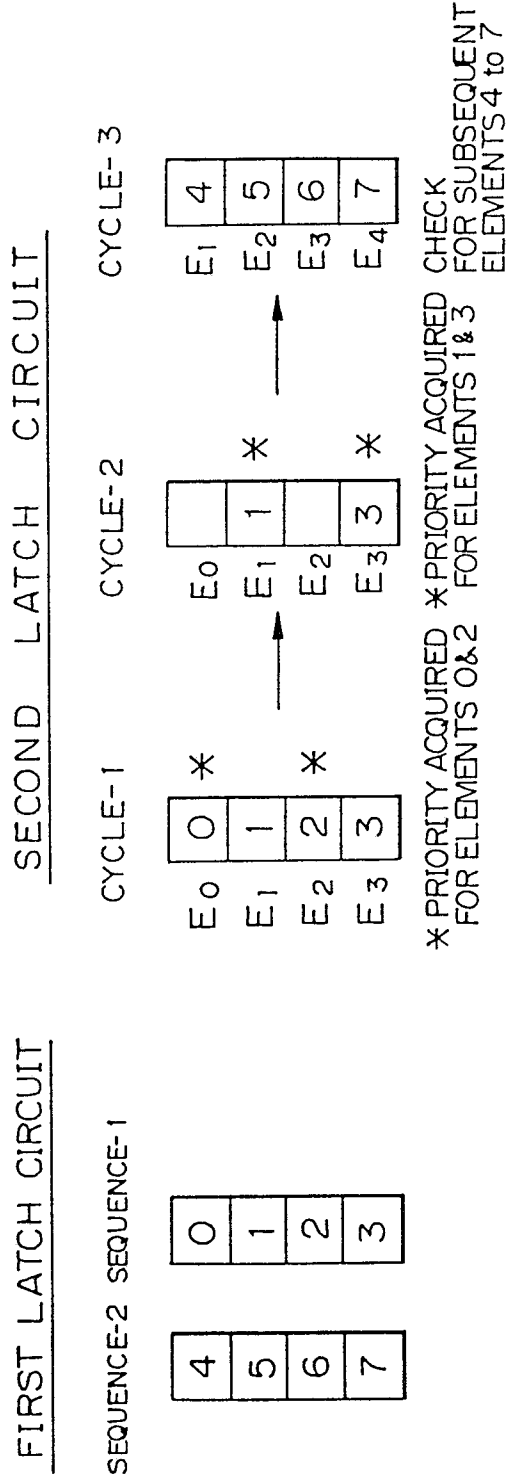 FIRST LATCH CIRCUIT
SEQUENCE-2 SEQUENCE-1
4 0
5 1
6 2
7 3
SECOND LATCH CIRCUIT
CYCLE-1 CYCLE-2 CYCLE-3
E0 0 * E0 E1 4
E1 1 E1 1 * E2 5
E2 2 * E2 E3 6
E3 3 E3 3 * E4 7
* PRIORITY ACQUIRED
FOR ELEMENTS 0&2
* PRIORITY ACQUIRED
FOR ELEMENTS 1&3
CHECK
FOR SUBSEQUENT
ELEMENTS 4 to 7